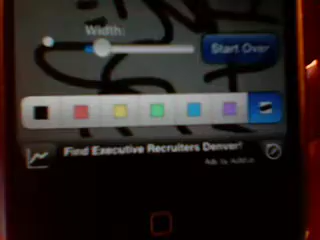 Width:
Start Over
Find Executive Recruiters Denver!
Ads by AdMob